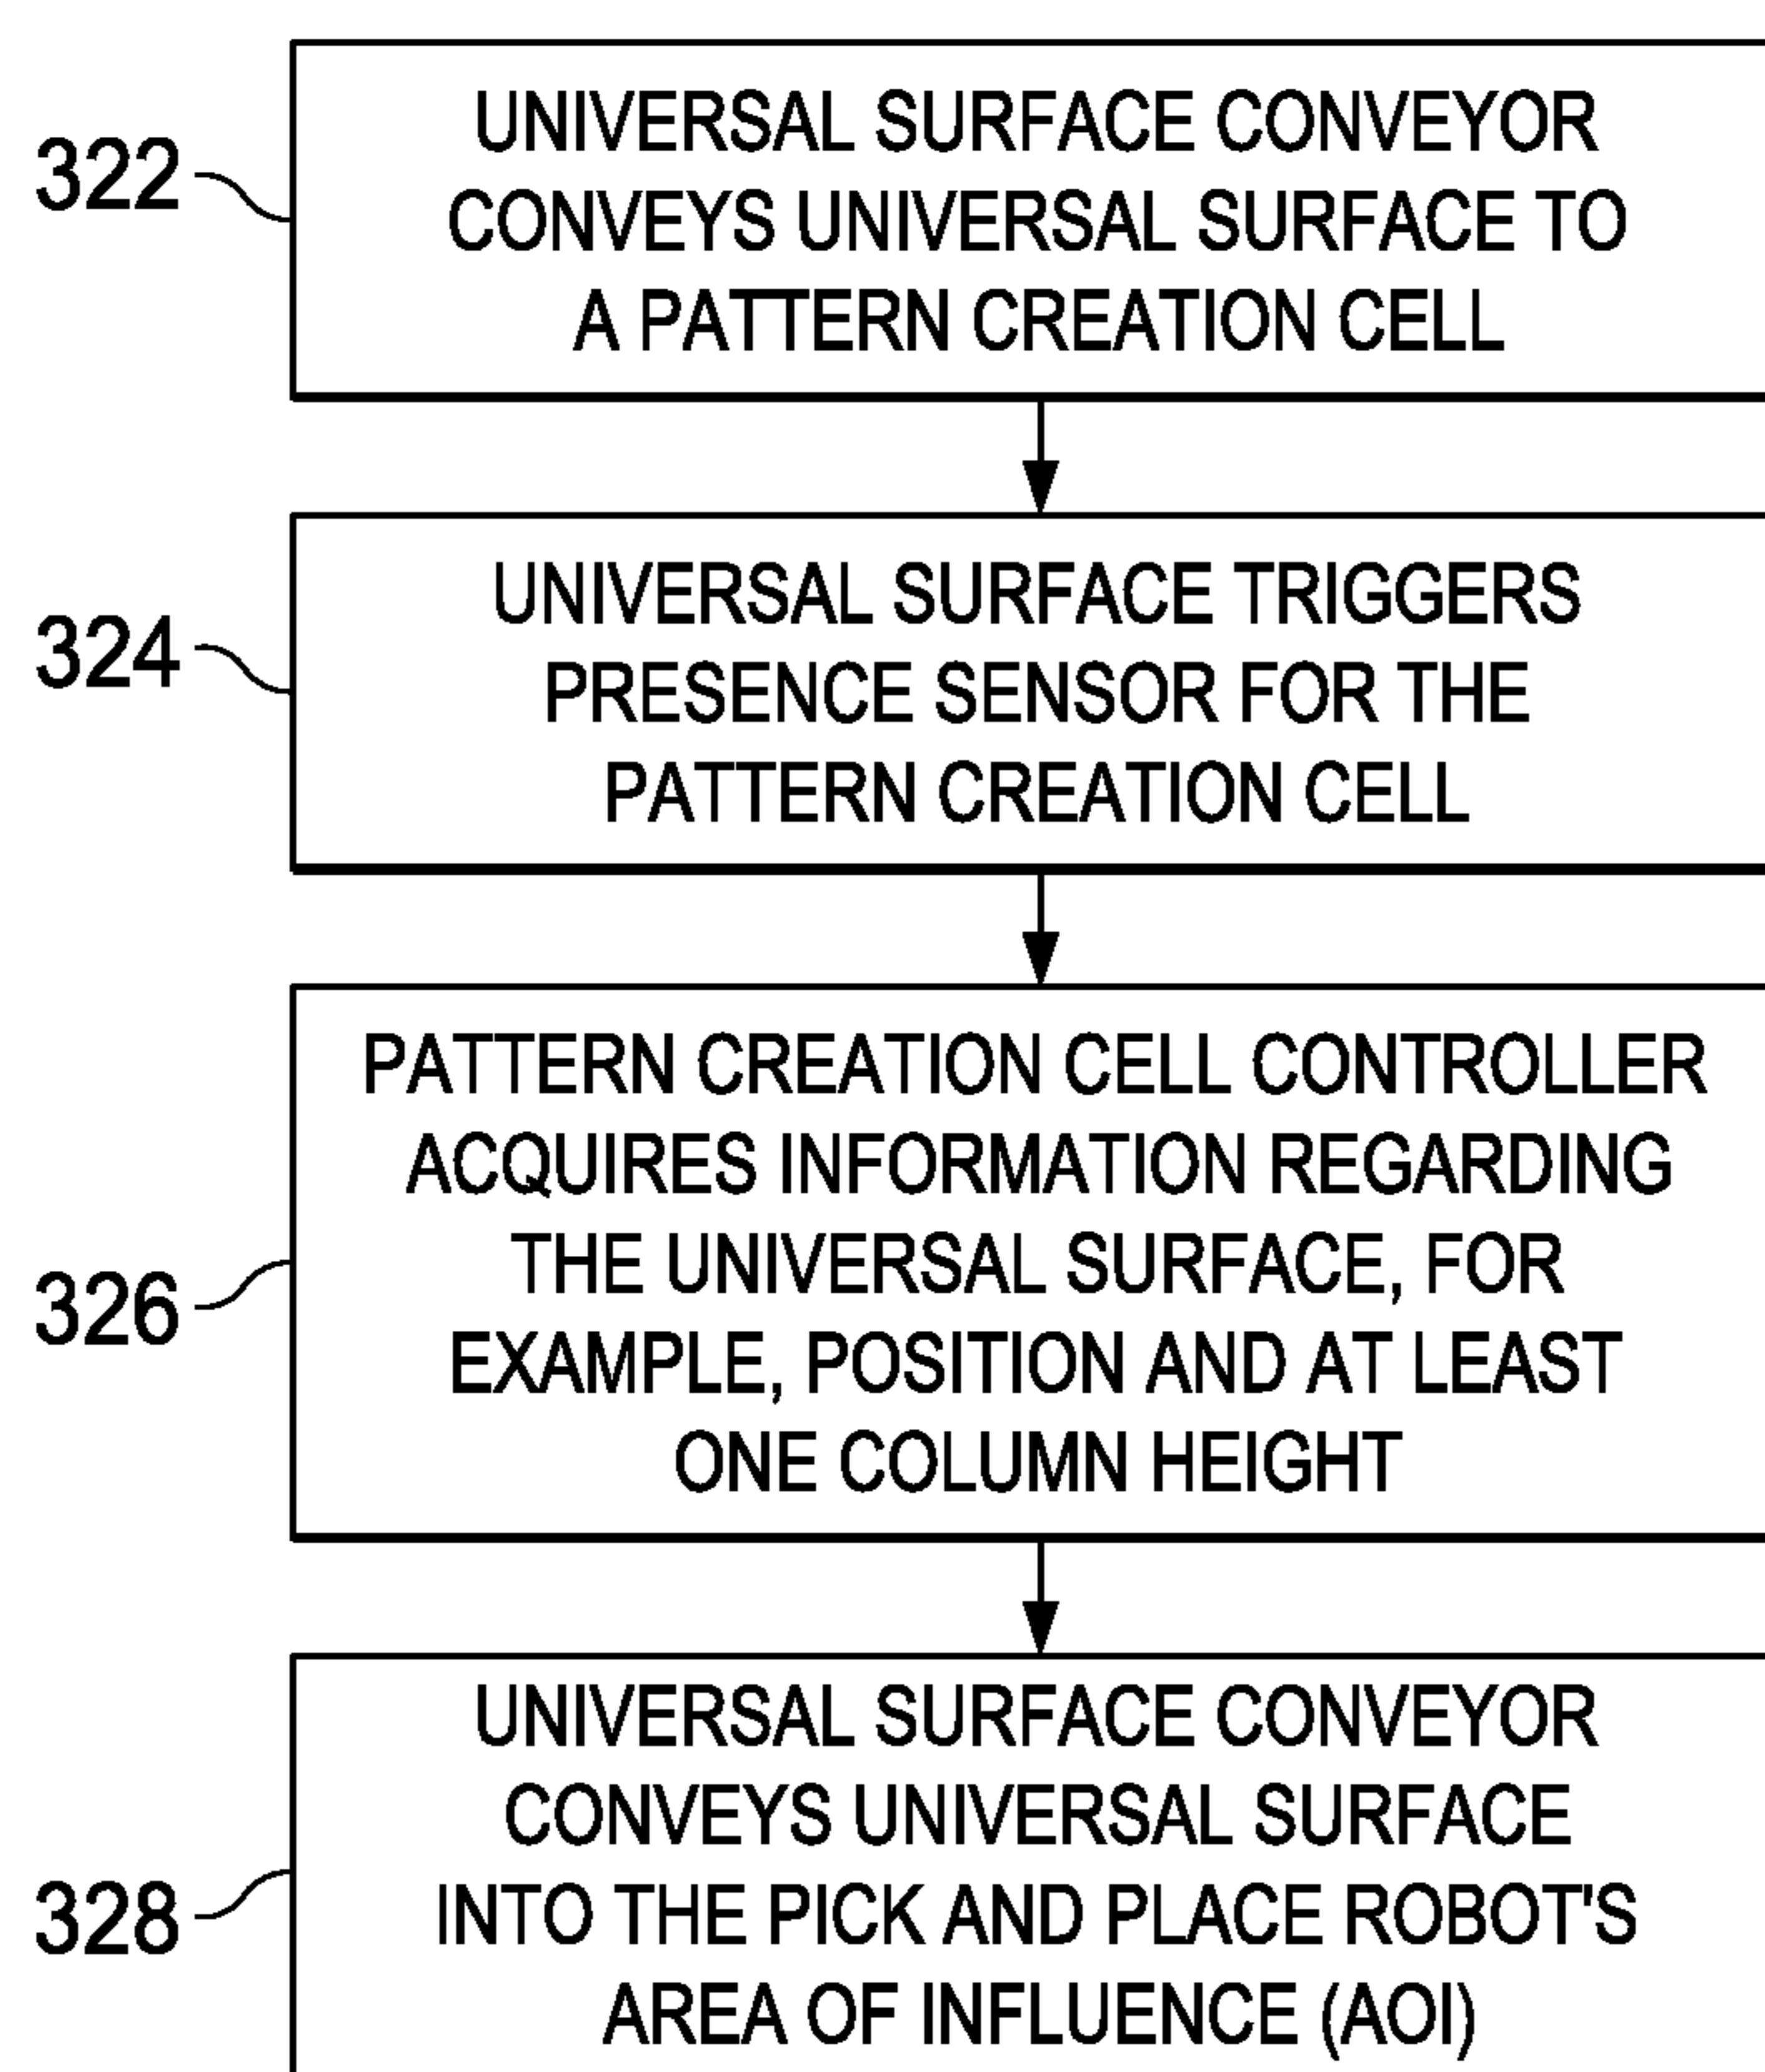 322
UNIVERSAL SURFACE CONVEYOR
CONVEYS UNIVERSAL SURFACE TO
A PATTERN CREATION CELL
324
UNIVERSAL SURFACE TRIGGERS
PRESENCE SENSOR FOR THE
PATTERN CREATION CELL
326
PATTERN CREATION CELL CONTROLLER
ACQUIRES INFORMATION REGARDING
THE UNIVERSAL SURFACE, FOR
EXAMPLE, POSITION AND AT LEAST
ONE COLUMN HEIGHT
328
UNIVERSAL SURFACE CONVEYOR
CONVEYS UNIVERSAL SURFACE
INTO THE PICK AND PLACE ROBOT'S
AREA OF INFLUENCE (AOI)